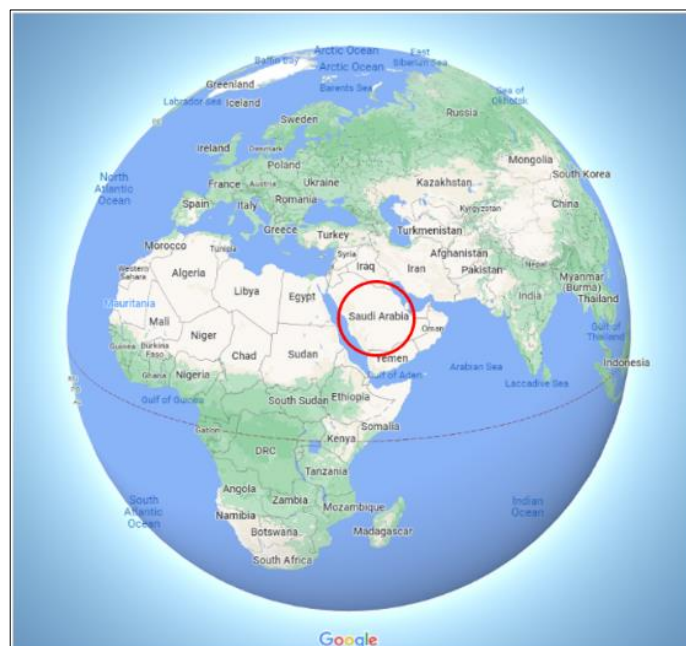 Arctic Ocean
East
Siberian Sea
Baffin Bay
Arctic Ocean
Greenland
Barents Sea
Sea of
Okhotsk
Labrador Sea
Iceland
Russia
Sweden
Ireland
Denmark
Poland
Mongolia
South Korea
North
Atlantic
Ocean
France
Austria
Ukraine
Kazakhstan
Romania
Spain
Italy
Kyrgyzstan
China
Greece
Turkey
Turkmenistan
Morocco
Tunisia
Syria
Afghanistan
Iraq
Iran
Pakistan
Nepal
Western
Sahara
Algeria
Libya
Egypt
Myanmar
(Burma)
Thailand
India
Mauritania
Saudi Arabia
Mali
Niger
Oman
Gulf of
Thailand
Chad
Sudan
Yemen
Guinea
Burkina
Faso
Gulf of Aden
Arabian Sea
Indonesia
Ghana
Nigeria
Laccadive Sea
South Sudan
Ethiopia
Gulf of Guinea
Somalia
Gabon
DRC
Kenya
Tanzania
Angola
South
Atlantic
Ocean
Zambia
Mozambique
Indian
Ocean
Namibia
Botswana
Madagascar
South Africa
Google